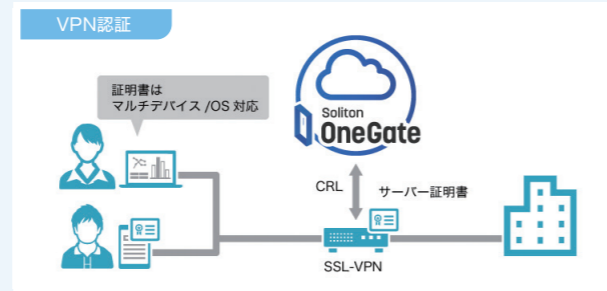 VPN認証
証明書は
マルチデバイス /OS 対応
Soliton
OneGate
CRL
サーバー証明書
SSL-VPN